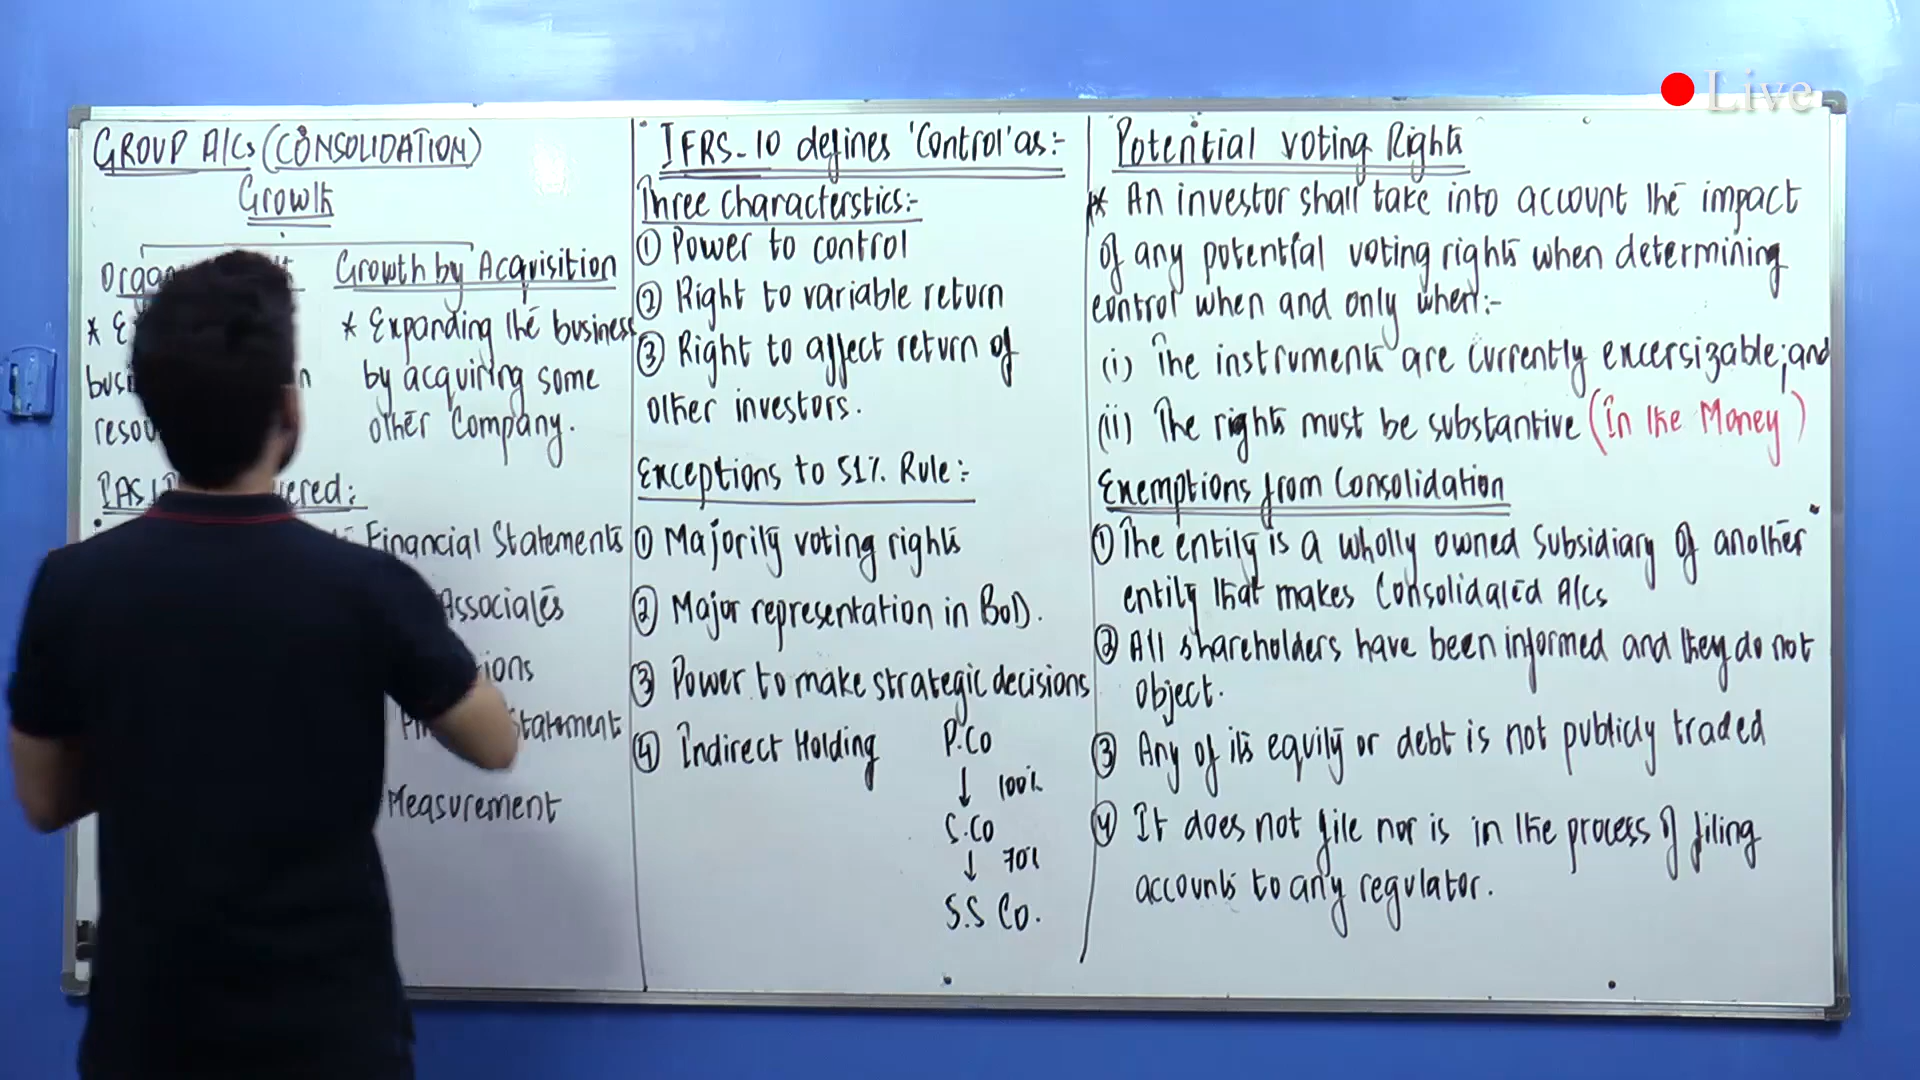 Live
GROUP A/Cs (CONSOLIDATION)
Growth
Growth by Acquisition
* Expanding the business
by acquiring some
other Company.
Financial Statements
Associates
Statement
Measurement
IFRS-10 defines 'Control' as:-
Three Characterstics:-
① Power to control
② Right to variable return
③ Right to affect return of
other investors.
Exceptions to 51% Rule:-
① Majority voting rights
② Major representation in BoD.
③ Power to make strategic decisions
④ Indirect Holding
P.Co
↓ 100%
S.Co
↓ 70%
S.S Co.
Potential Voting Rights
* An investor shall take into account the impact
of any potential voting rights when determining
control when and only when:-
(i) The instruments are currently excersizable; and
(ii) The rights must be substantive (In the Money)
Exemptions from Consolidation
① The entity is a wholly owned Subsidiary of another
entity that makes Consolidated A/Cs
② All shareholders have been informed and they do not
object.
③ Any of its equity or debt is not publicly traded
④ It does not file nor is in the process of filing
accounts to any regulator.